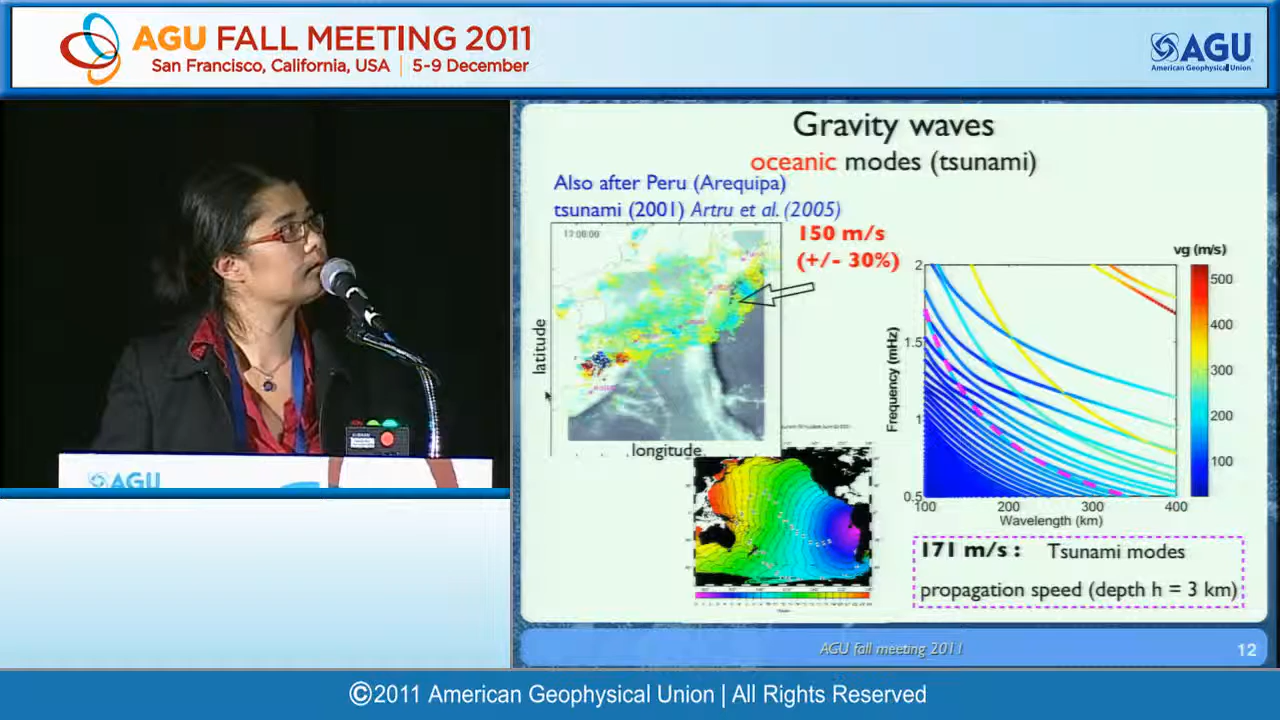 AGU FALL MEETING 2011
San Francisco, California, USA | 5-9 December
AGU
American Geophysical Union
Gravity waves
oceanic modes (tsunami)
Also after Peru (Arequipa)
tsunami (2001) Artru et al. (2005)
150 m/s
(+/- 30%)
latitude
longitude
vg (m/s)
500
400
300
200
100
Frequency (mHz)
2
1.5
1
0.5
100
200
300
400
Wavelength (km)
171 m/s : Tsunami modes
propagation speed (depth h = 3 km)
AGU fall meeting 2011
12
AGU
©2011 American Geophysical Union | All Rights Reserved